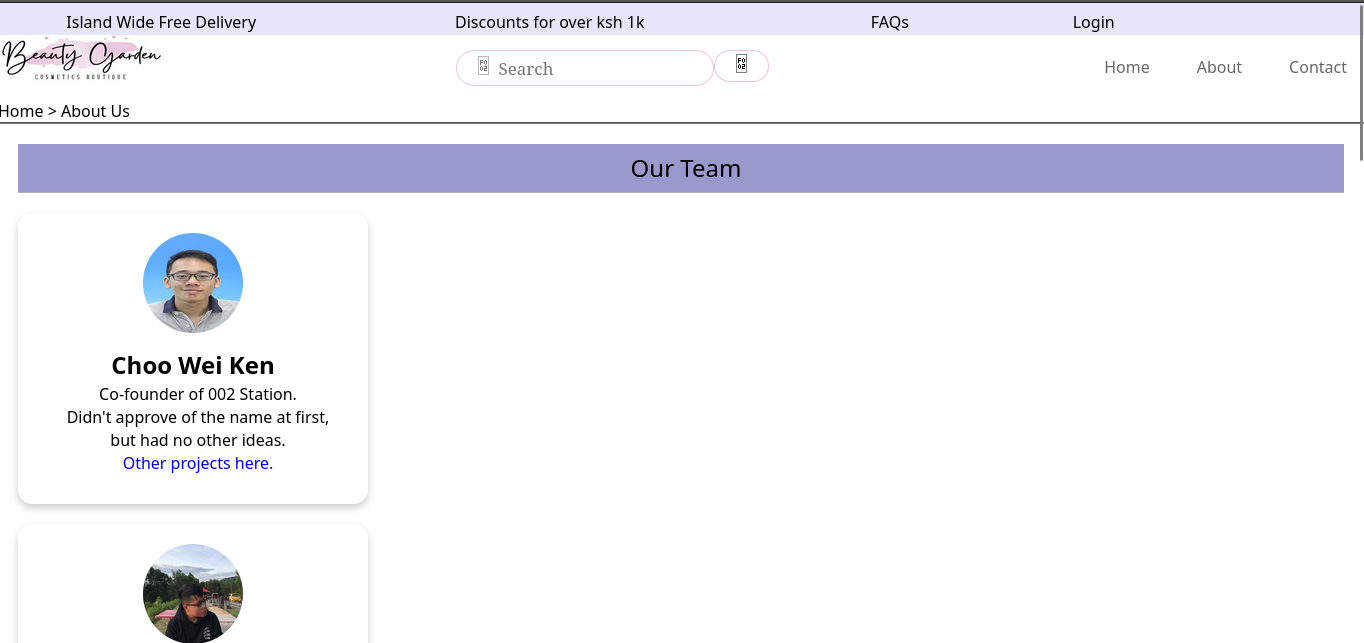 Island Wide Free Delivery Discounts for over ksh 1k FAQs Login
Beauty Garden
COSMETICS BOUTIQUE
Search
Home About Contact
Home > About Us
Our Team
Choo Wei Ken
Co-founder of 002 Station.
Didn't approve of the name at first,
but had no other ideas.
Other projects here.